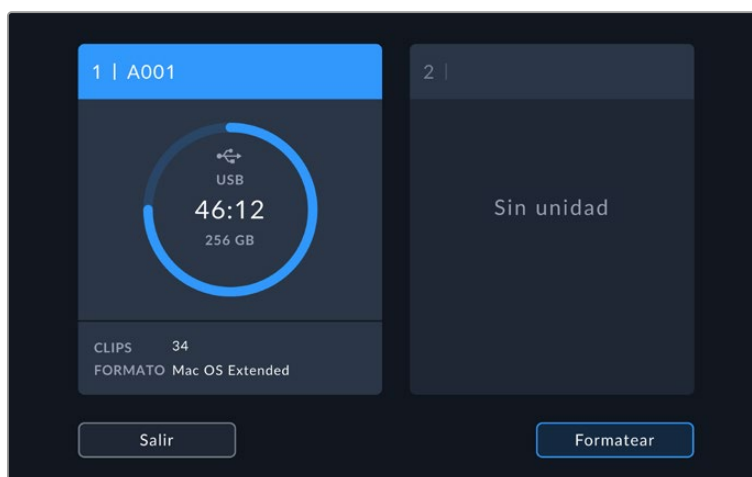 1 | A001
USB
46:12
256 GB
CLIPS 34
FORMATO Mac OS Extended
2 |
Sin unidad
Salir
Formatear